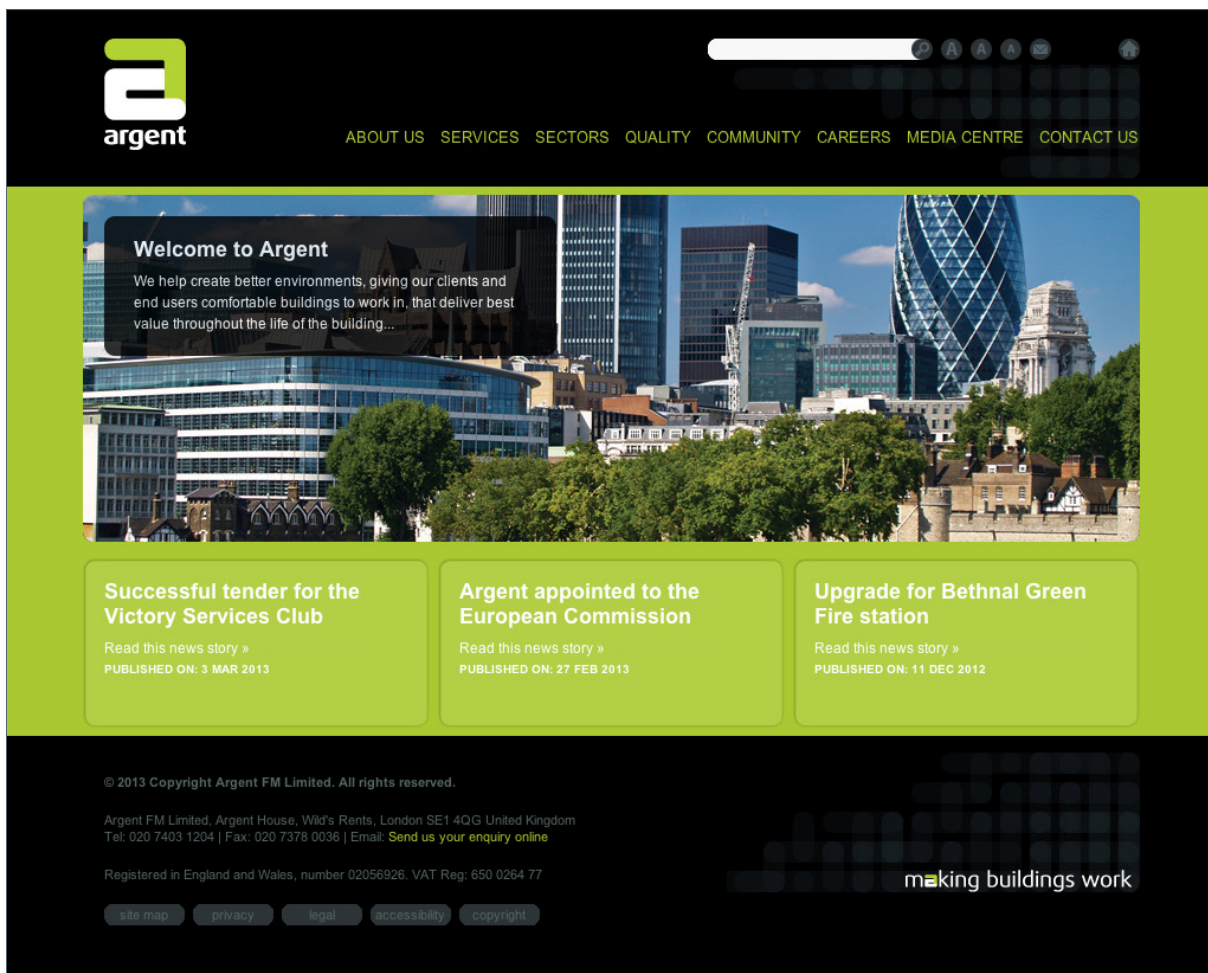 argent
A A A
ABOUT US SERVICES SECTORS QUALITY COMMUNITY CAREERS MEDIA CENTRE CONTACT US
Welcome to Argent
We help create better environments, giving our clients and
end users comfortable buildings to work in, that deliver best
value throughout the life of the building...
Successful tender for the
Victory Services Club
Read this news story »
PUBLISHED ON: 3 MAR 2013
Argent appointed to the
European Commission
Read this news story »
PUBLISHED ON: 27 FEB 2013
Upgrade for Bethnal Green
Fire station
Read this news story »
PUBLISHED ON: 11 DEC 2012
© 2013 Copyright Argent FM Limited. All rights reserved.
Argent FM Limited, Argent House, Wild's Rents, London SE1 4QG United Kingdom
Tel: 020 7403 1204 | Fax: 020 7378 0036 | Email: Send us your enquiry online
Registered in England and Wales, number 02056926. VAT Reg: 650 0264 77
making buildings work
site map privacy legal accessibility copyright